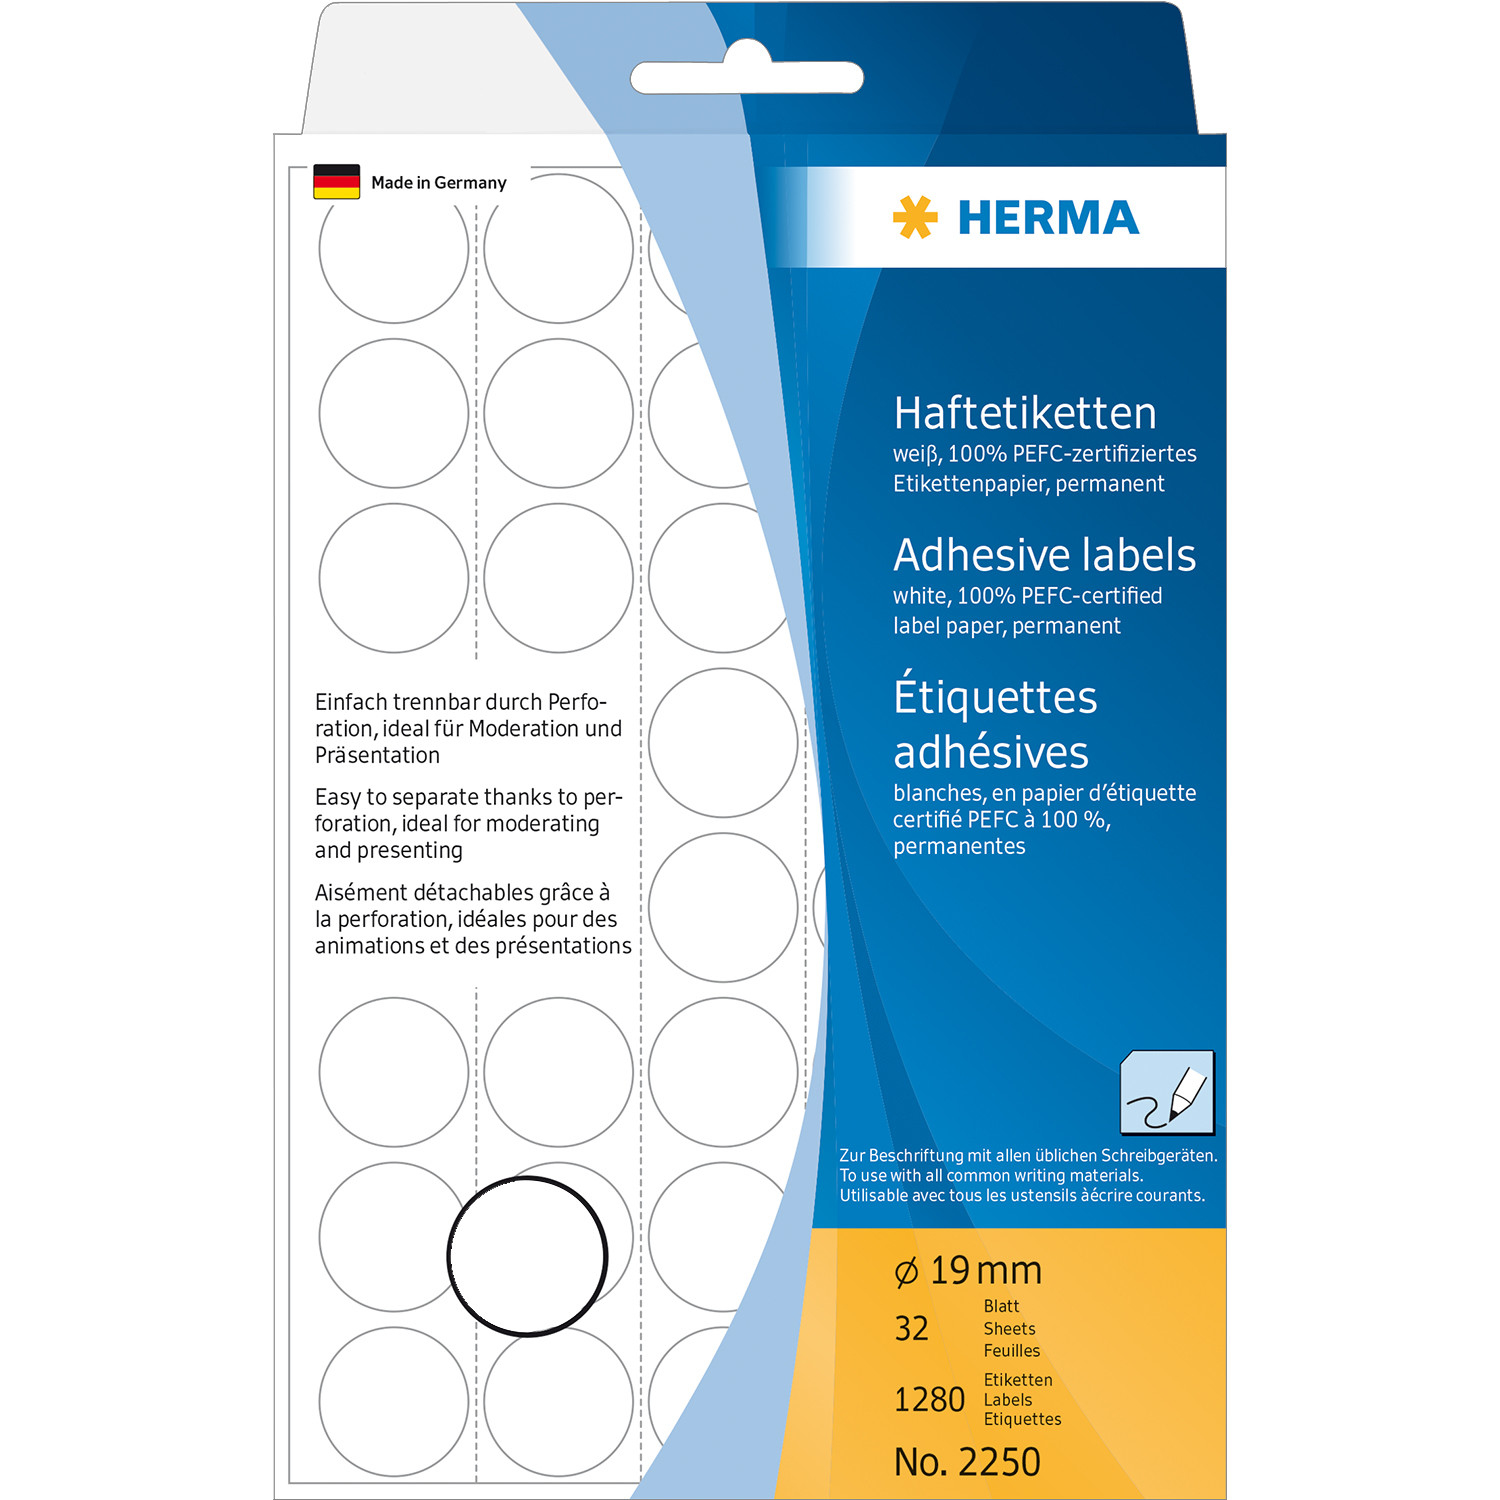 Made in Germany
HERMA
Haftetiketten
weiß, 100% PEFC-zertifiziertes
Etikettenpapier, permanent
Adhesive labels
white, 100% PEFC-certified
label paper, permanent
Étiquettes
adhésives
blanches, en papier d’étiquette
certifié PEFC à 100 %,
permanentes
Einfach trennbar durch Perfo-
ration, ideal für Moderation und
Präsentation
Easy to separate thanks to per-
foration, ideal for moderating
and presenting
Aisément détachables grâce à
la perforation, idéales pour des
animations et des présentations
Zur Beschriftung mit allen üblichen Schreibgeräten.
To use with all common writing materials.
Utilisable avec tous les ustensils àécrire courants.
ø 19 mm
32
Blatt
Sheets
Feuilles
1280
Etiketten
Labels
Etiquettes
No. 2250